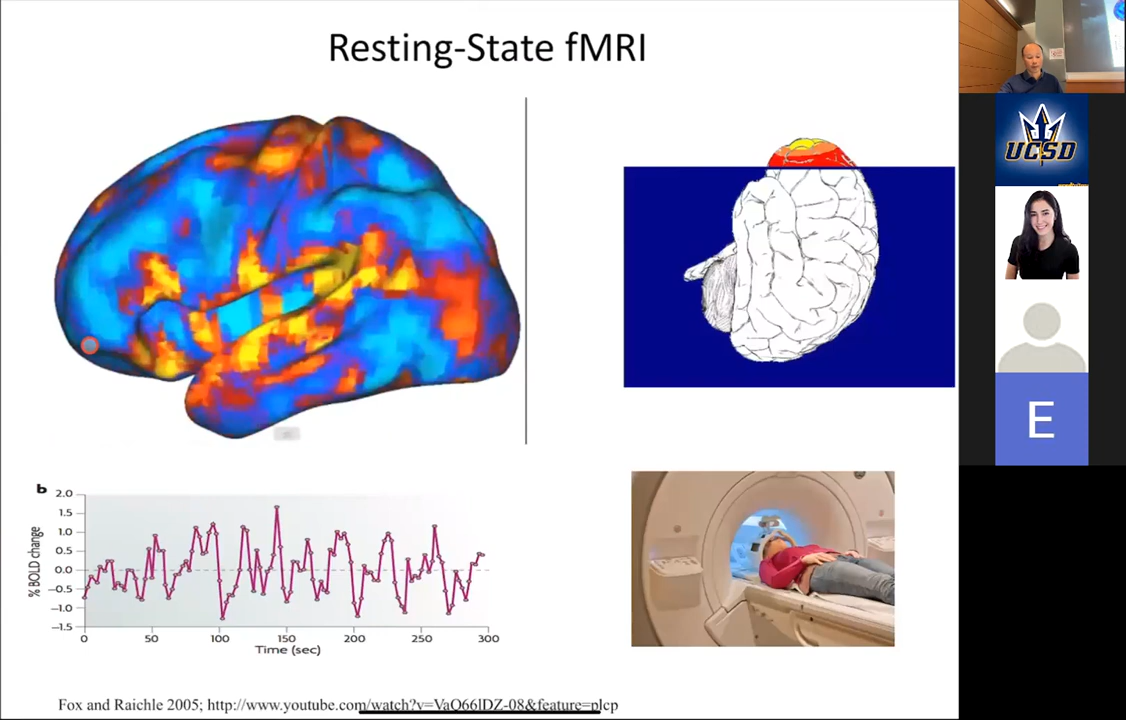 Resting-State fMRI
UCSD
E
b
% BOLD change
2.0
1.5
1.0
0.5
0.0
–0.5
–1.0
–1.5
0
50
100
150
200
250
300
Time (sec)
Fox and Raichle 2005; http://www.youtube.com/watch?v=VaQ66lDZ-08&feature=plcp